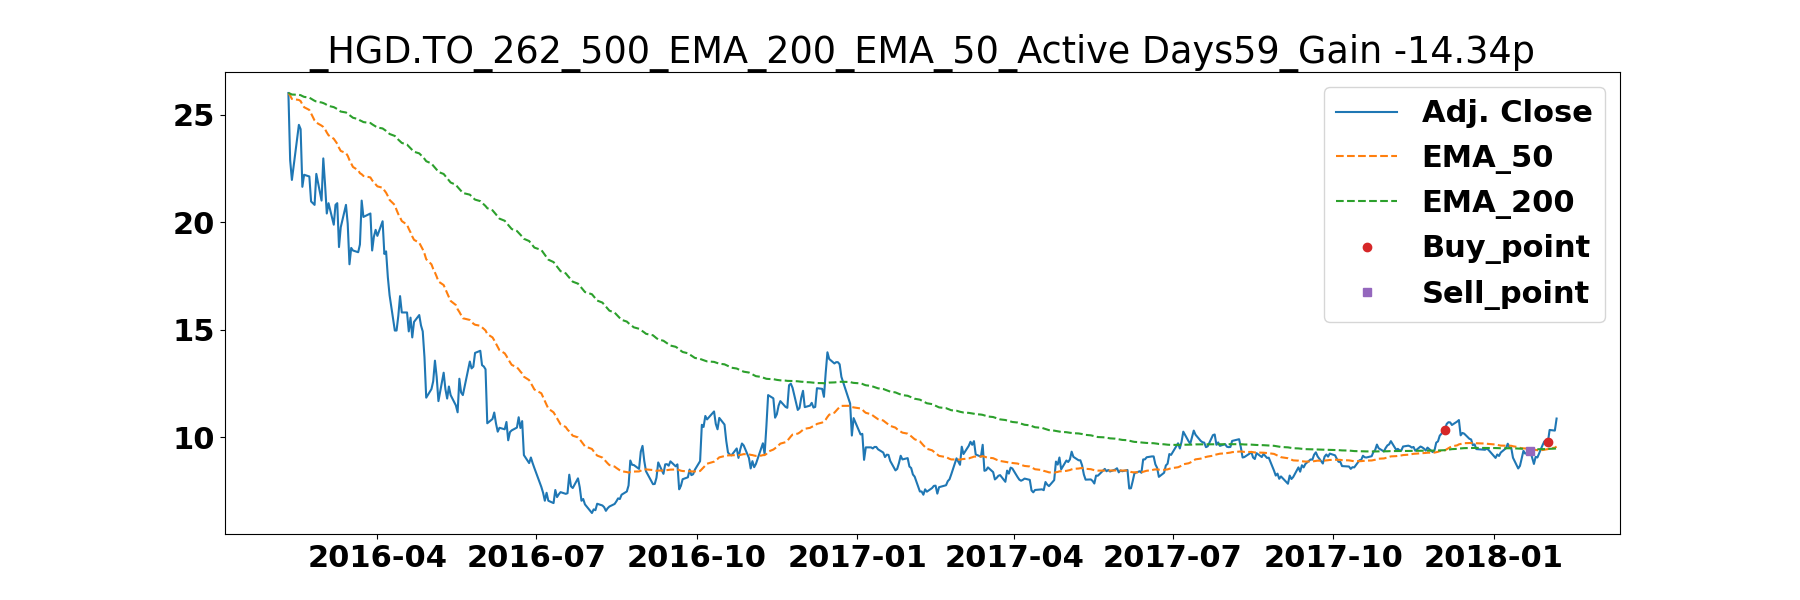 _HGD.TO_262_500_EMA_200_EMA_50_Active Days59_Gain -14.34p
25
20
15
10
Adj. Close
EMA_50
EMA_200
Buy_point
Sell_point
2016-04 2016-07 2016-10 2017-01 2017-04 2017-07 2017-10 2018-01